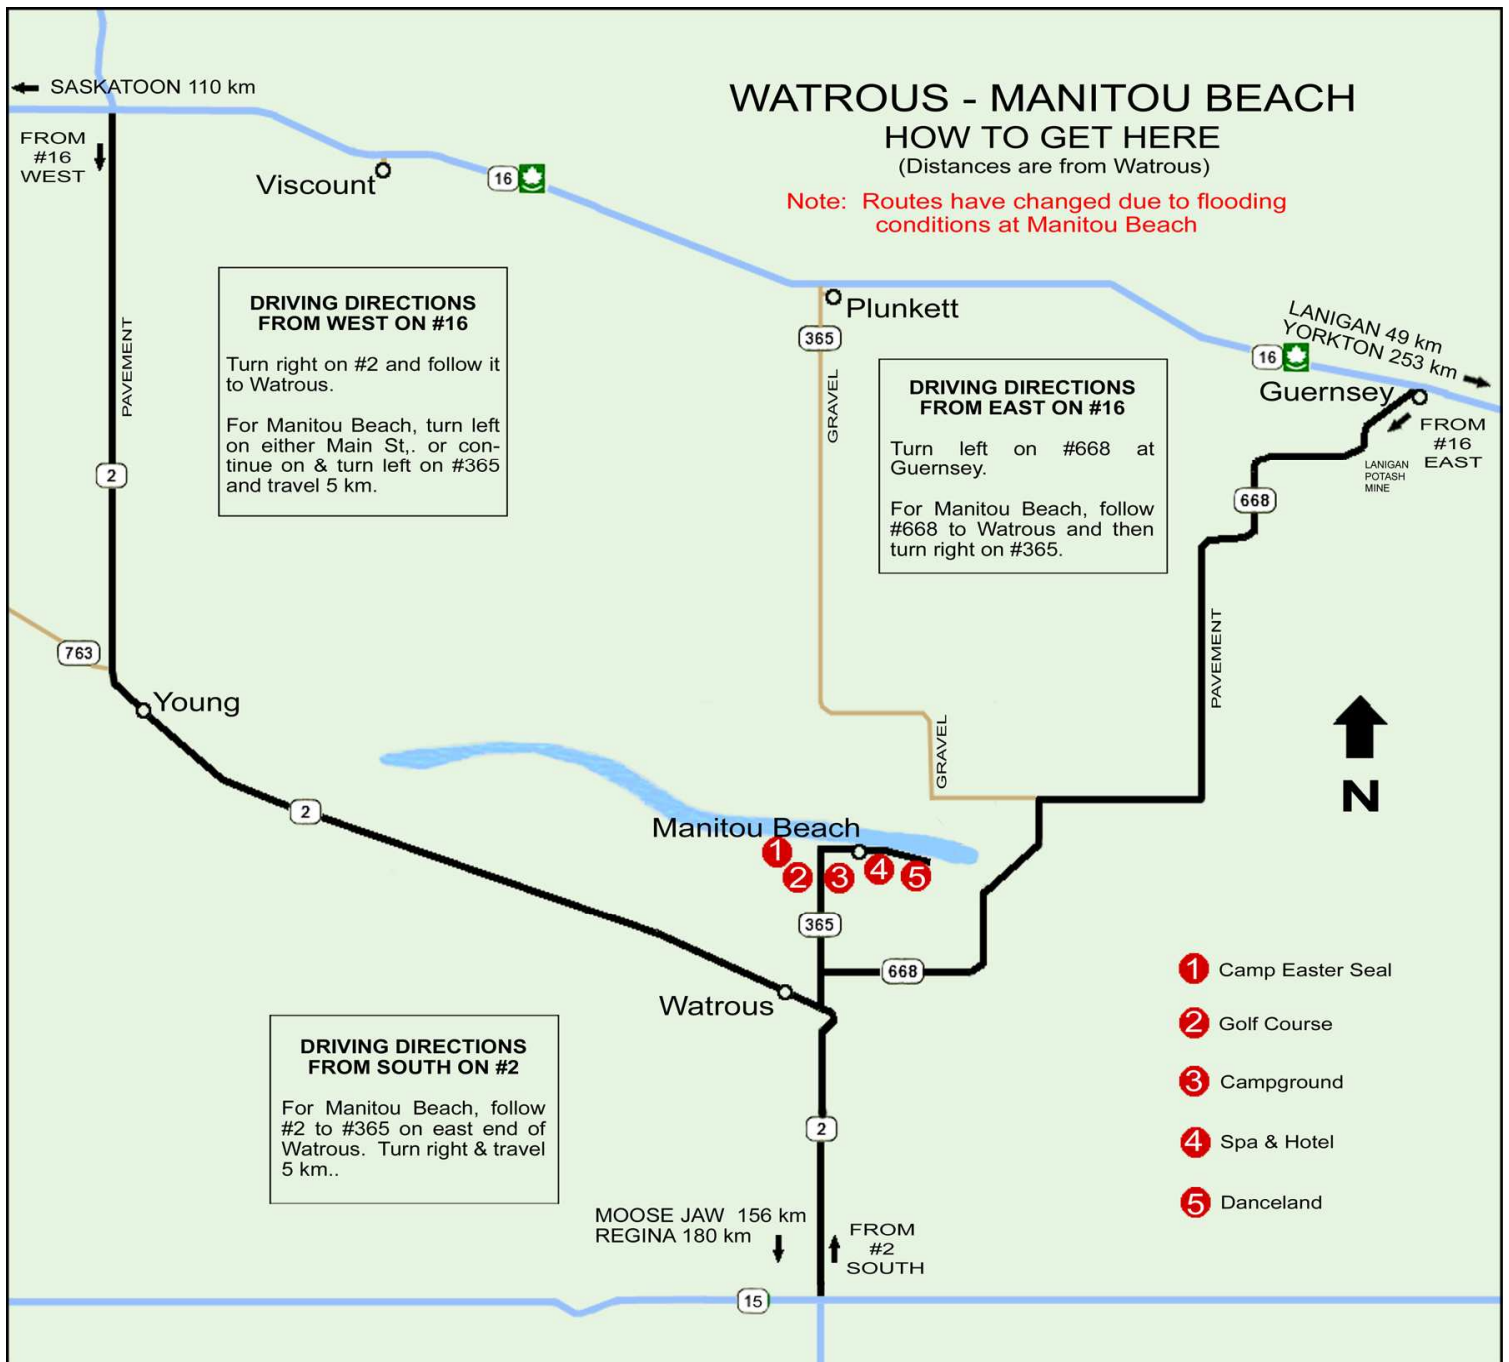 SASKATOON 110 km
WATROUS - MANITOU BEACH
HOW TO GET HERE
(Distances are from Watrous)
Note: Routes have changed due to flooding
conditions at Manitou Beach
FROM
#16
WEST
Viscount
16
DRIVING DIRECTIONS
FROM WEST ON #16
Turn right on #2 and follow it
to Watrous.
For Manitou Beach, turn left
on either Main St,. or con-
tinue on & turn left on #365
and travel 5 km.
PAVEMENT
2
Plunkett
365
GRAVEL
LANIGAN 49 km
YORKTON 253 km
16
Guernsey
FROM
#16
EAST
LANIGAN
POTASH
MINE
668
DRIVING DIRECTIONS
FROM EAST ON #16
Turn left on #668 at
Guernsey.
For Manitou Beach, follow
#668 to Watrous and then
turn right on #365.
763
Young
PAVEMENT
GRAVEL
N
2
Manitou Beach
1
2
3
4
5
365
668
Watrous
1 Camp Easter Seal
2 Golf Course
3 Campground
4 Spa & Hotel
5 Danceland
DRIVING DIRECTIONS
FROM SOUTH ON #2
For Manitou Beach, follow
#2 to #365 on east end of
Watrous. Turn right & travel
5 km..
2
MOOSE JAW 156 km
REGINA 180 km
FROM
#2
SOUTH
15